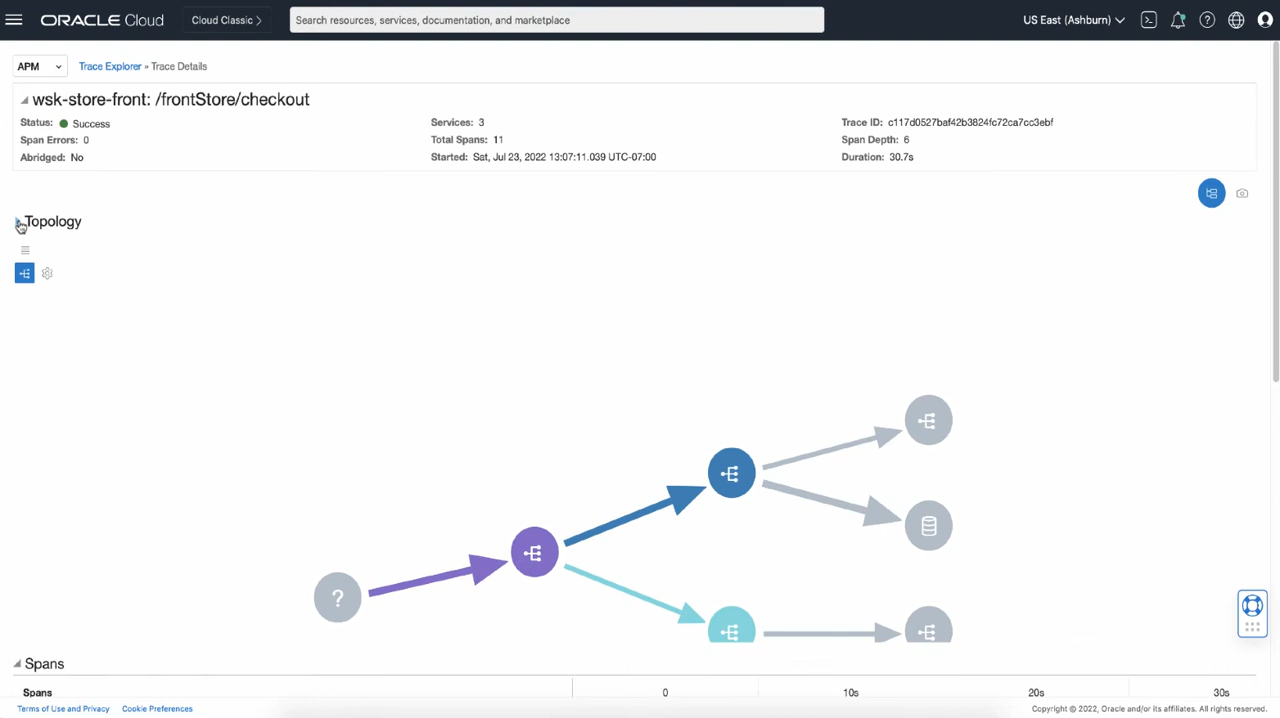 ORACLE Cloud
Cloud Classic >
Search resources, services, documentation, and marketplace
US East (Ashburn)
APM
Trace Explorer » Trace Details
wsk-store-front: /frontStore/checkout
Status: Success
Services: 3
Trace ID: c117d0527baf42b3824fc72ca7cc3ebf
Span Errors: 0
Total Spans: 11
Span Depth: 6
Abridged: No
Started: Sat, Jul 23, 2022 13:07:11.039 UTC-07:00
Duration: 30.7s
Topology
?
Spans
Spans
0
10s
20s
30s
Terms of Use and Privacy
Cookie Preferences
Copyright © 2022, Oracle and/or its affiliates. All rights reserved.